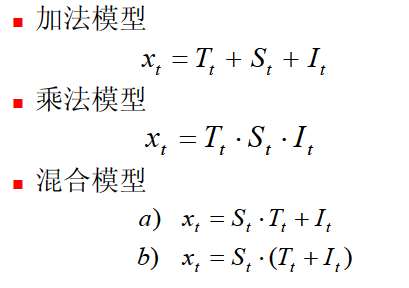 加法模型
x_t = T_t + S_t + I_t
乘法模型
x_t = T_t · S_t · I_t
混合模型
a) x_t = S_t · T_t + I_t
b) x_t = S_t · (T_t + I_t)